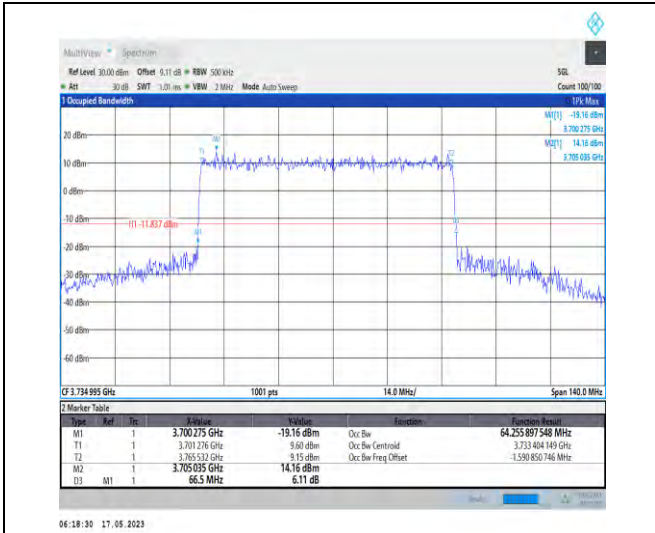 MultiView Spectrum
Ref Level 30.00 dBm Offset 9.11 dB RBW 500 kHz SGL
Att 30 dB SWT 1.01 ms VBW 2 MHz Mode Auto Sweep Count 100/100
1 Occupied Bandwidth 1Pk Max
M1[1] -19.16 dBm
3.700 275 GHz
M2[1] 14.16 dBm
3.705 035 GHz
20 dBm
M2
T1 T2
10 dBm
0 dBm
-10 dBm
H1 -11.837 dBm
M1
-20 dBm
-30 dBm
-40 dBm
-50 dBm
-60 dBm
CF 3.734 995 GHz 1001 pts 14.0 MHz/ Span 140.0 MHz
2 Marker Table
Type Ref Trc X-Value Y-Value Function Function Result
M1 1 3.700 275 GHz -19.16 dBm Occ Bw 64.255 897 548 MHz
T1 1 3.701 276 GHz 9.60 dBm Occ Bw Centroid 3.733 404 149 GHz
T2 1 3.765 532 GHz 9.15 dBm Occ Bw Freq Offset -1.590 850 746 MHz
M2 1 3.705 035 GHz 14.16 dBm
D3 M1 1 66.5 MHz 6.11 dB
06:18:30 17.05.2023